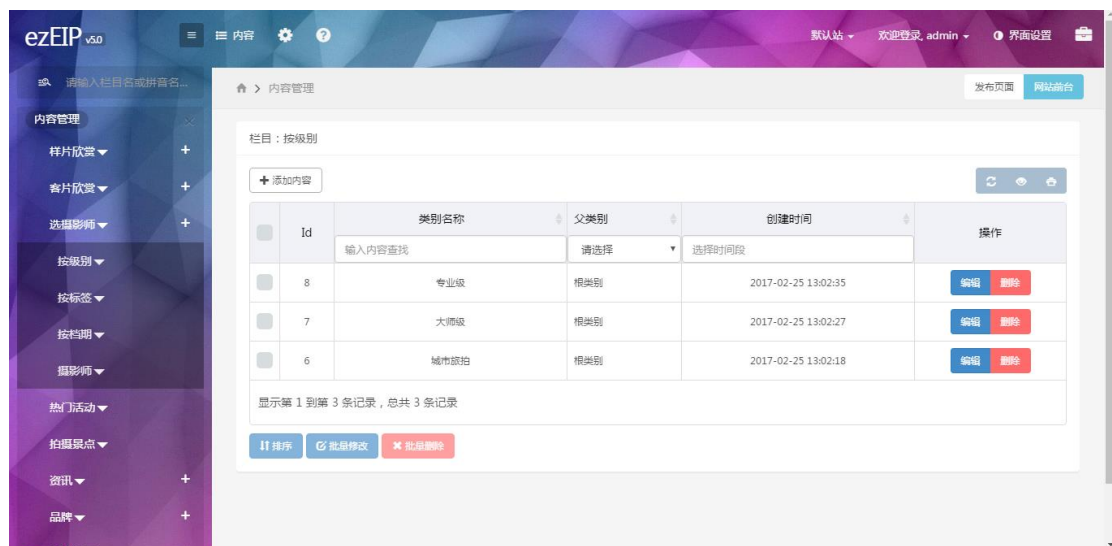 ezEIP v5.0
内容
默认站
欢迎登录, admin
界面设置
请输入栏目名或拼音名...
内容管理
发布页面
网站前台
内容管理
样片欣赏
客片欣赏
选摄影师
按级别
按标签
按档期
摄影师
热门活动
拍摄景点
资讯
品牌
栏目：按级别
添加内容
Id 类别名称 父类别 创建时间 操作
输入内容查找 请选择 选择时间段
8 专业级 根类别 2017-02-25 13:02:35 编辑 删除
7 大师级 根类别 2017-02-25 13:02:27 编辑 删除
6 城市旅拍 根类别 2017-02-25 13:02:18 编辑 删除
显示第 1 到第 3 条记录，总共 3 条记录
排序 批量修改 批量删除